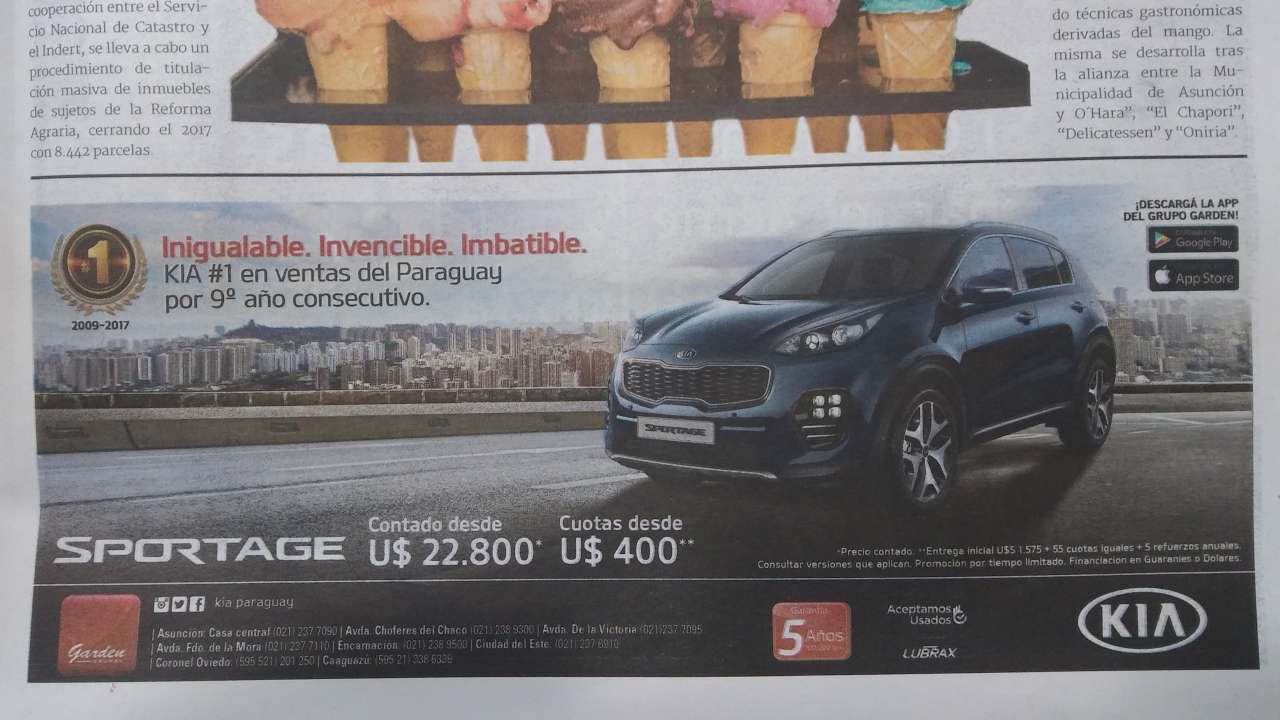 cooperación entre el Servi-
cio Nacional de Catastro y
el Indert, se lleva a cabo un
procedimiento de titula-
ción masiva de inmuebles
de sujetos de la Reforma
Agraria, cerrando el 2017
con 8.442 parcelas.
do técnicas gastronómicas
derivadas del mango. La
misma se desarrolla tras
la alianza entre la Mu-
nicipalidad de Asunción
y O´Hara”, “El Chaporí”,
“Delicatessen” y “Oniria”.
#1
2009-2017
Inigualable. Invencible. Imbatible.
KIA #1 en ventas del Paraguay
por 9º año consecutivo.
¡DESCARGÁ LA APP
DEL GRUPO GARDEN!
Google Play
App Store
KIA
SPORTAGE
SPORTAGE
Contado desde
U$ 22.800*
Cuotas desde
U$ 400**
*Precio contado. **Entrega inicial U$S 1.575 + 55 cuotas iguales + 5 refuerzos anuales.
Consultar versiones que aplican. Promoción por tiempo limitado. Financiación en Guaraníes o Dólares.
Garden
kia paraguay
| Asunción: Casa central (021) 237 7090 | Avda. Choferes del Chaco (021) 238 9300 | Avda. De la Victoria (021)237 7095
| Avda. Fdo. de la Mora (021) 237 7110 | Encarnación: (021) 238 9500 | Ciudad del Este: (021) 237 6910
| Coronel Oviedo: (595 521) 201 250 | Caaguazú: (595 21) 338 6339
Garantía
5 Años
Aceptamos
Usados
LUBRAX
KIA